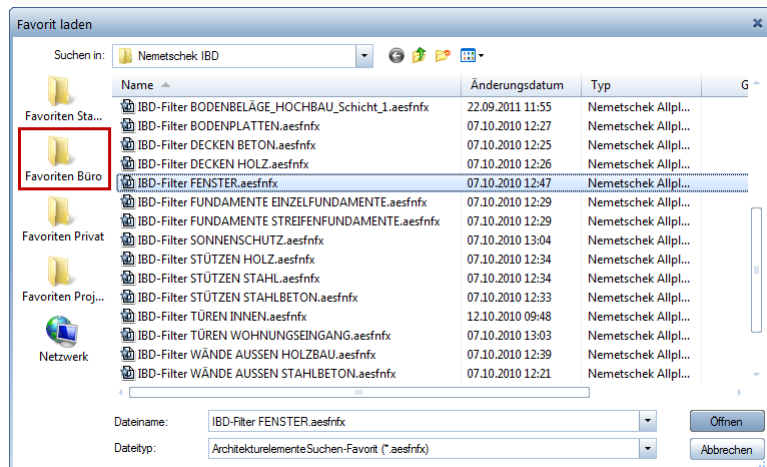 Favorit laden
Suchen in: Nemetschek IBD
Name Änderungsdatum Typ G
Favoriten Sta...
Favoriten Büro
Favoriten Privat
Favoriten Proj...
Netzwerk
IBD-Filter BODENBELÄGE_HOCHBAU_Schicht_1.aesfnfx 22.09.2011 11:55 Nemetschek Allpl...
IBD-Filter BODENPLATTEN.aesfnfx 07.10.2010 12:27 Nemetschek Allpl...
IBD-Filter DECKEN BETON.aesfnfx 07.10.2010 12:25 Nemetschek Allpl...
IBD-Filter DECKEN HOLZ.aesfnfx 07.10.2010 12:26 Nemetschek Allpl...
IBD-Filter FENSTER.aesfnfx 07.10.2010 12:47 Nemetschek Allpl...
IBD-Filter FUNDAMENTE EINZELFUNDAMENTE.aesfnfx 07.10.2010 12:29 Nemetschek Allpl...
IBD-Filter FUNDAMENTE STREIFENFUNDAMENTE.aesfnfx 07.10.2010 12:29 Nemetschek Allpl...
IBD-Filter SONNENSCHUTZ.aesfnfx 07.10.2010 13:04 Nemetschek Allpl...
IBD-Filter STÜTZEN HOLZ.aesfnfx 07.10.2010 12:34 Nemetschek Allpl...
IBD-Filter STÜTZEN STAHL.aesfnfx 07.10.2010 12:34 Nemetschek Allpl...
IBD-Filter STÜTZEN STAHLBETON.aesfnfx 07.10.2010 12:33 Nemetschek Allpl...
IBD-Filter TÜREN INNEN.aesfnfx 12.10.2010 09:48 Nemetschek Allpl...
IBD-Filter TÜREN WOHNUNGSEINGANG.aesfnfx 07.10.2010 13:03 Nemetschek Allpl...
IBD-Filter WÄNDE AUSSEN HOLZBAU.aesfnfx 07.10.2010 12:39 Nemetschek Allpl...
IBD-Filter WÄNDE AUSSEN STAHLBETON.aesfnfx 07.10.2010 12:21 Nemetschek Allpl...
Dateiname: IBD-Filter FENSTER.aesfnfx Öffnen
Dateityp: ArchitekturelementeSuchen-Favorit (*.aesfnfx) Abbrechen